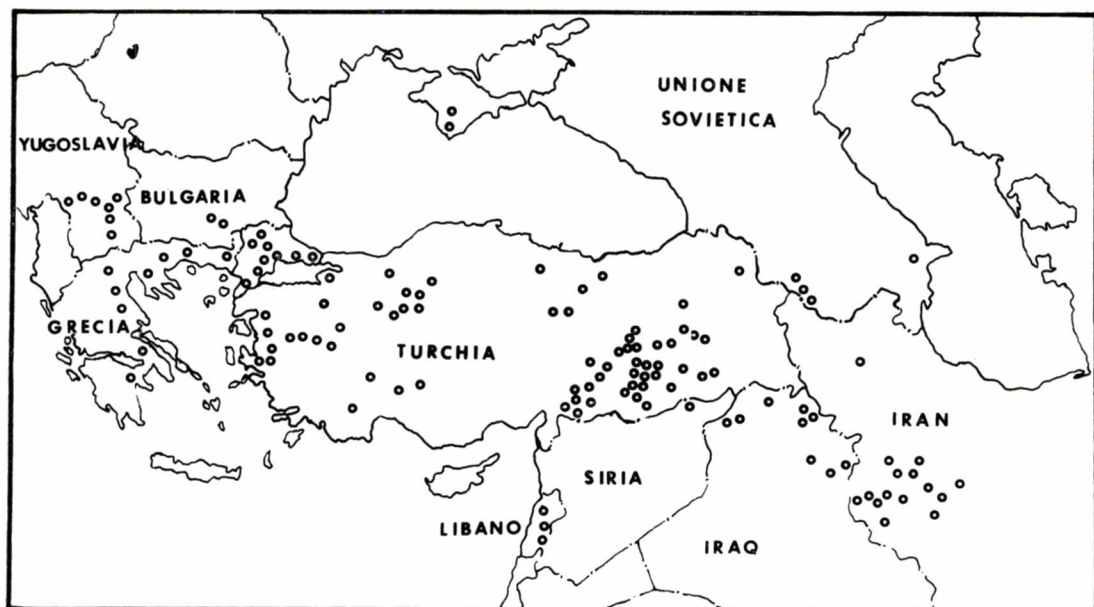 UNIONE
SOVIETICA
YUGOSLAVIA
BULGARIA
GRECIA
TURCHIA
IRAN
SIRIA
LIBANO
IRAQ